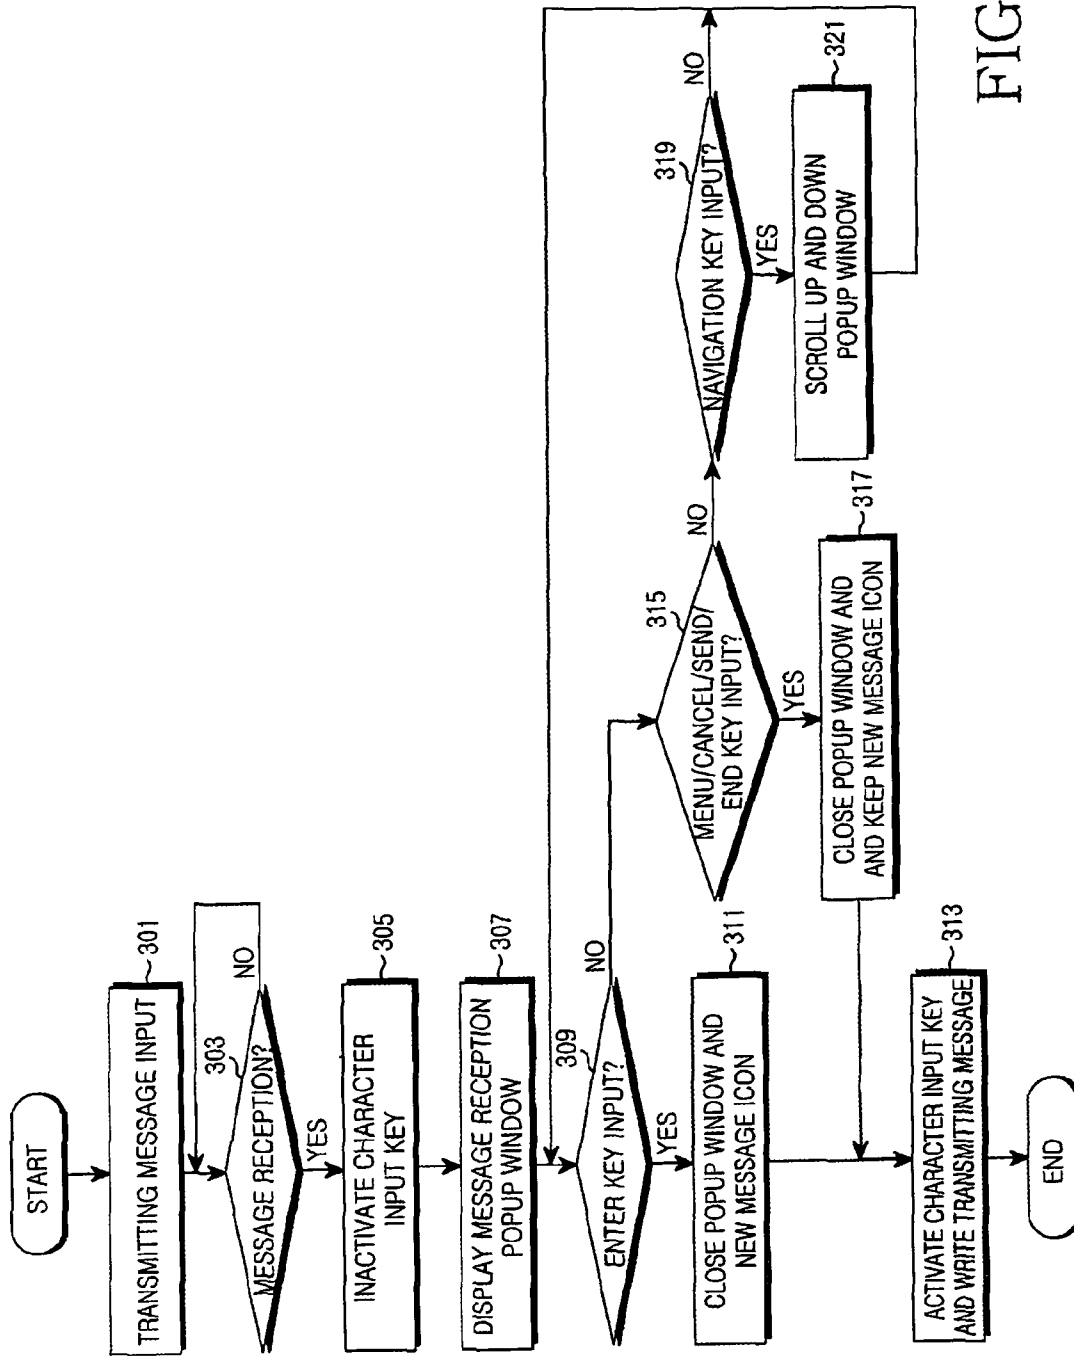 START
TRANSMITTING MESSAGE INPUT
301
MESSAGE RECEPTION?
303
NO
YES
INACTIVATE CHARACTER
INPUT KEY
305
DISPLAY MESSAGE RECEPTION
POPUP WINDOW
307
ENTER KEY INPUT?
309
NO
YES
CLOSE POPUP WINDOW AND
NEW MESSAGE ICON
311
ACTIVATE CHARACTER INPUT KEY
AND WRITE TRANSMITTING MESSAGE
313
END
MENU/CANCEL/SEND/
END KEY INPUT?
315
NO
YES
CLOSE POPUP WINDOW AND
AND KEEP NEW MESSAGE ICON
317
NAVIGATION KEY INPUT?
319
NO
YES
SCROLL UP AND DOWN
POPUP WINDOW
321
FIG